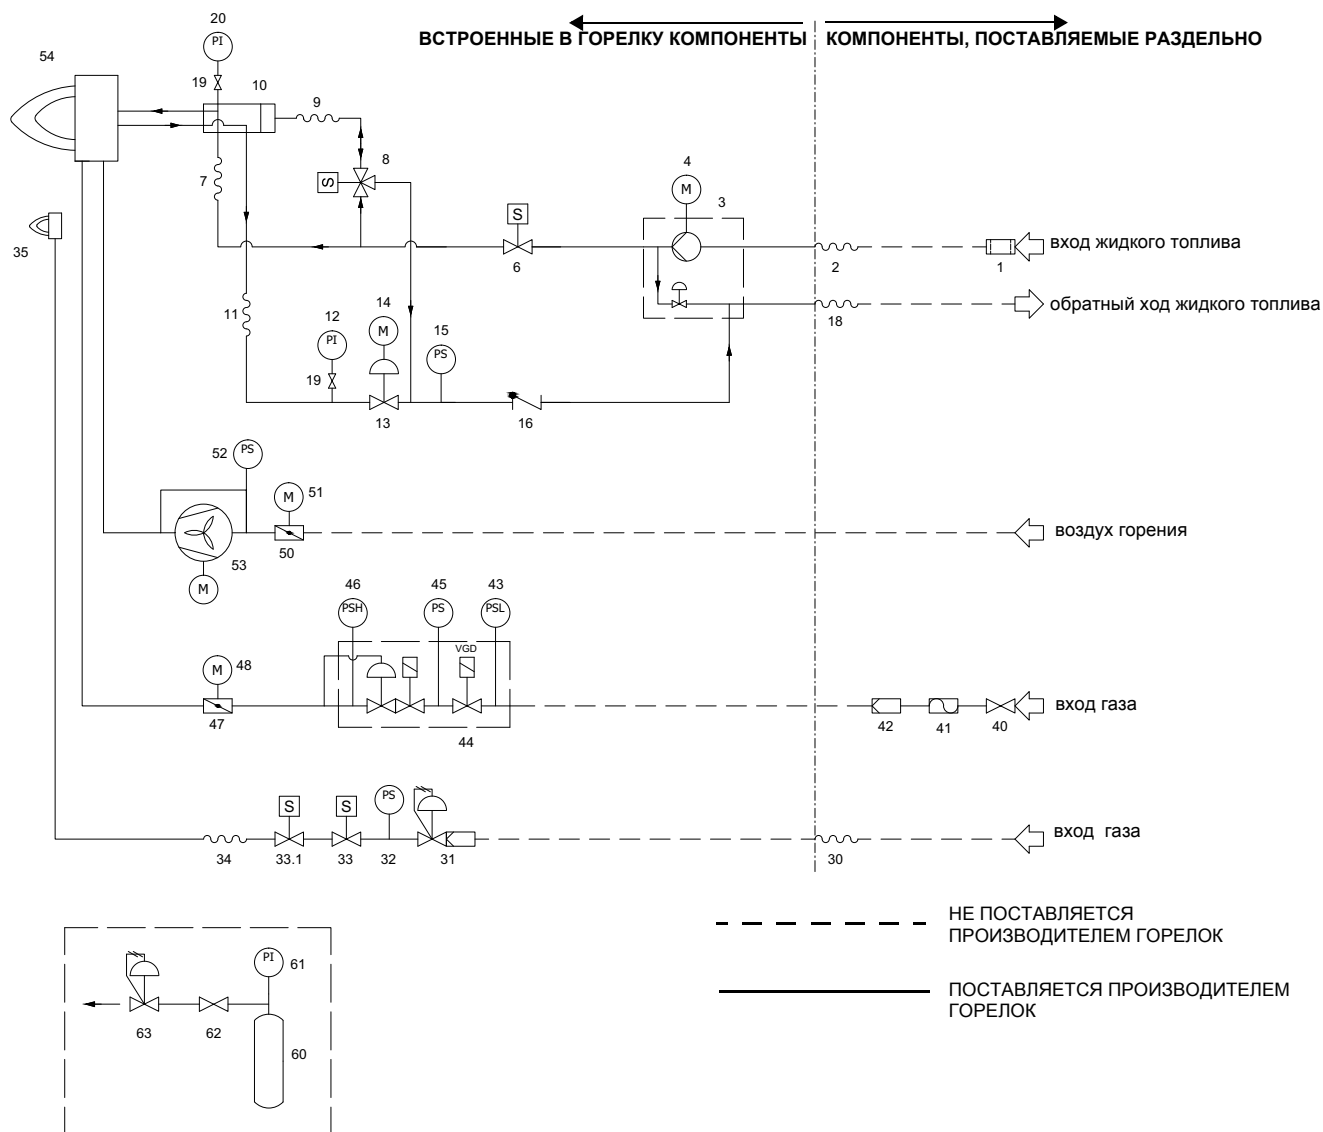 20
ВСТРОЕННЫЕ В ГОРЕЛКУ КОМПОНЕНТЫ
КОМПОНЕНТЫ, ПОСТАВЛЯЕМЫЕ РАЗДЕЛЬНО
PI
54
19
10
9
8
S
7
4
M
3
S
6
2
1
вход жидкого топлива
35
18
обратный ход жидкого топлива
11
12
PI
19
14
M
13
15
PS
16
52
PS
M
51
50
53
M
воздух горения
46
PSH
45
PS
43
PSL
VGD
M
48
47
44
42
41
40
вход газа
S
S
PS
34
33.1
33
32
31
30
вход газа
НЕ ПОСТАВЛЯЕТСЯ
ПРОИЗВОДИТЕЛЕМ ГОРЕЛОК
ПОСТАВЛЯЕТСЯ ПРОИЗВОДИТЕЛЕМ
ГОРЕЛОК
PI
61
63
62
60